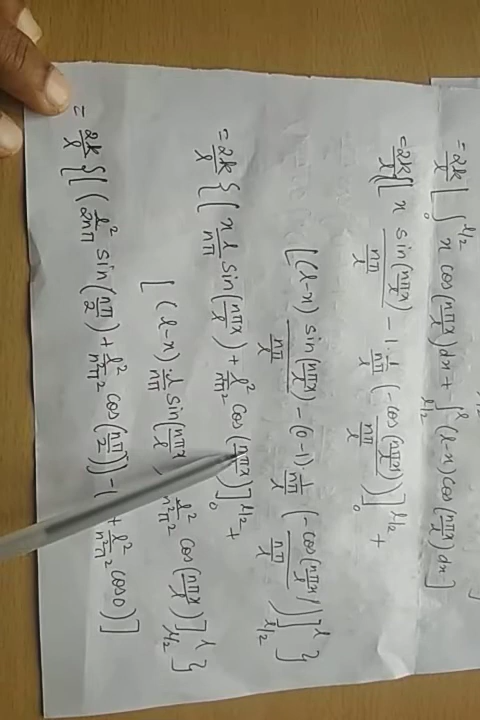 = 2k/l [ ∫₀^{l/2} x cos(nπx/l)dx + ∫_{l/2}^{l} (l-x) cos(nπx/l)dx ]
= 2k/l { [ x sin(nπx/l)/(nπ/l) - 1. 1/(nπ/l) (-cos(nπx/l)/(nπ/l)) ]₀^{l/2} +
[ (l-x) sin(nπx/l)/(nπ/l) - (0-1). 1/(nπ/l) (-cos(nπx/l)/(nπ/l)) ]_{l/2}^{l} }
= 2k/l { [ x l/nπ sin(nπx/l) + l²/n²π² cos(nπx/l) ]₀^{l/2} +
[ (l-x) l/nπ sin(nπx/l) l²/n²π² cos(nπx/l) ]_{l/2}^{l} }
= 2k/l { [ ( l²/2nπ sin(nπ/2) + l²/n²π² cos(nπ/2) ) - ( + l²/n²π² cos0 ) ]